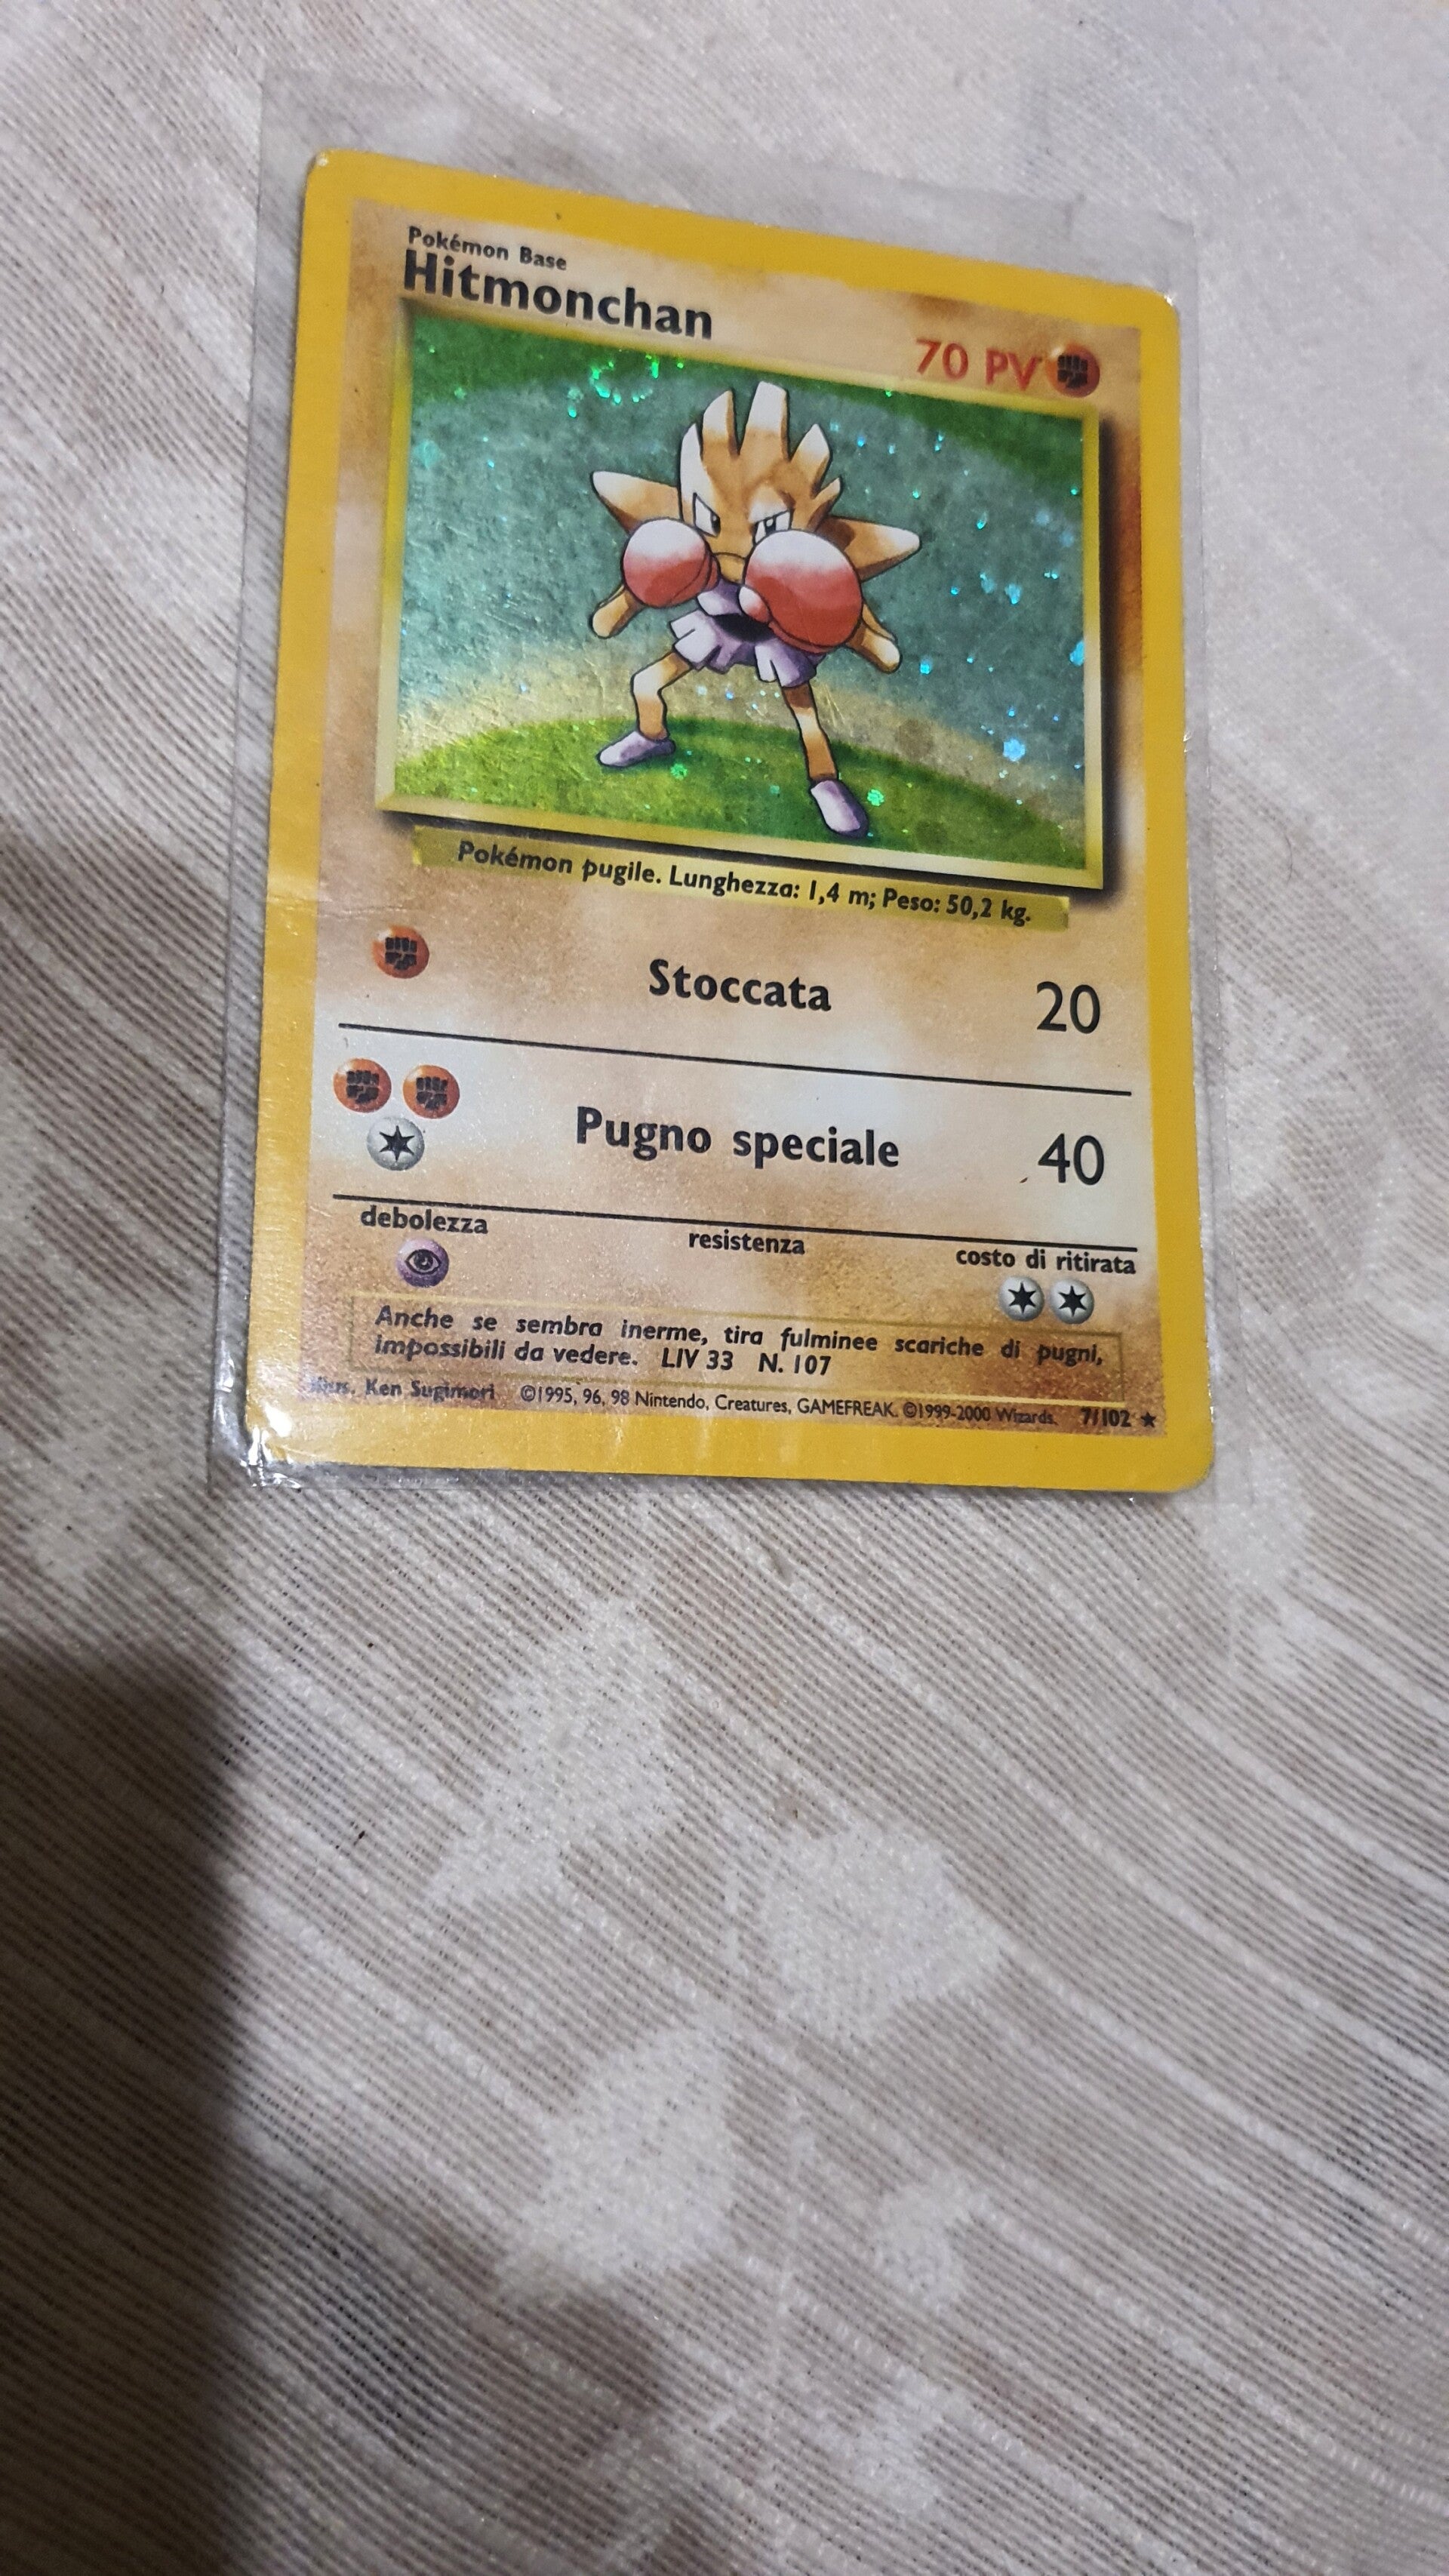 Pokémon Base
Hitmonchan
70 PV
Pokémon pugile. Lunghezza: 1,4 m; Peso: 50,2 kg.
Stoccata 20
Pugno speciale 40
debolezza resistenza costo di ritirata
Anche se sembra inerme, tira fulminee scariche di pugni,
impossibili da vedere. LIV 33 N. 107
Illus. Ken Sugimori ©1995, 96, 98 Nintendo, Creatures, GAMEFREAK. ©1999-2000 Wizards. 7/102 ★